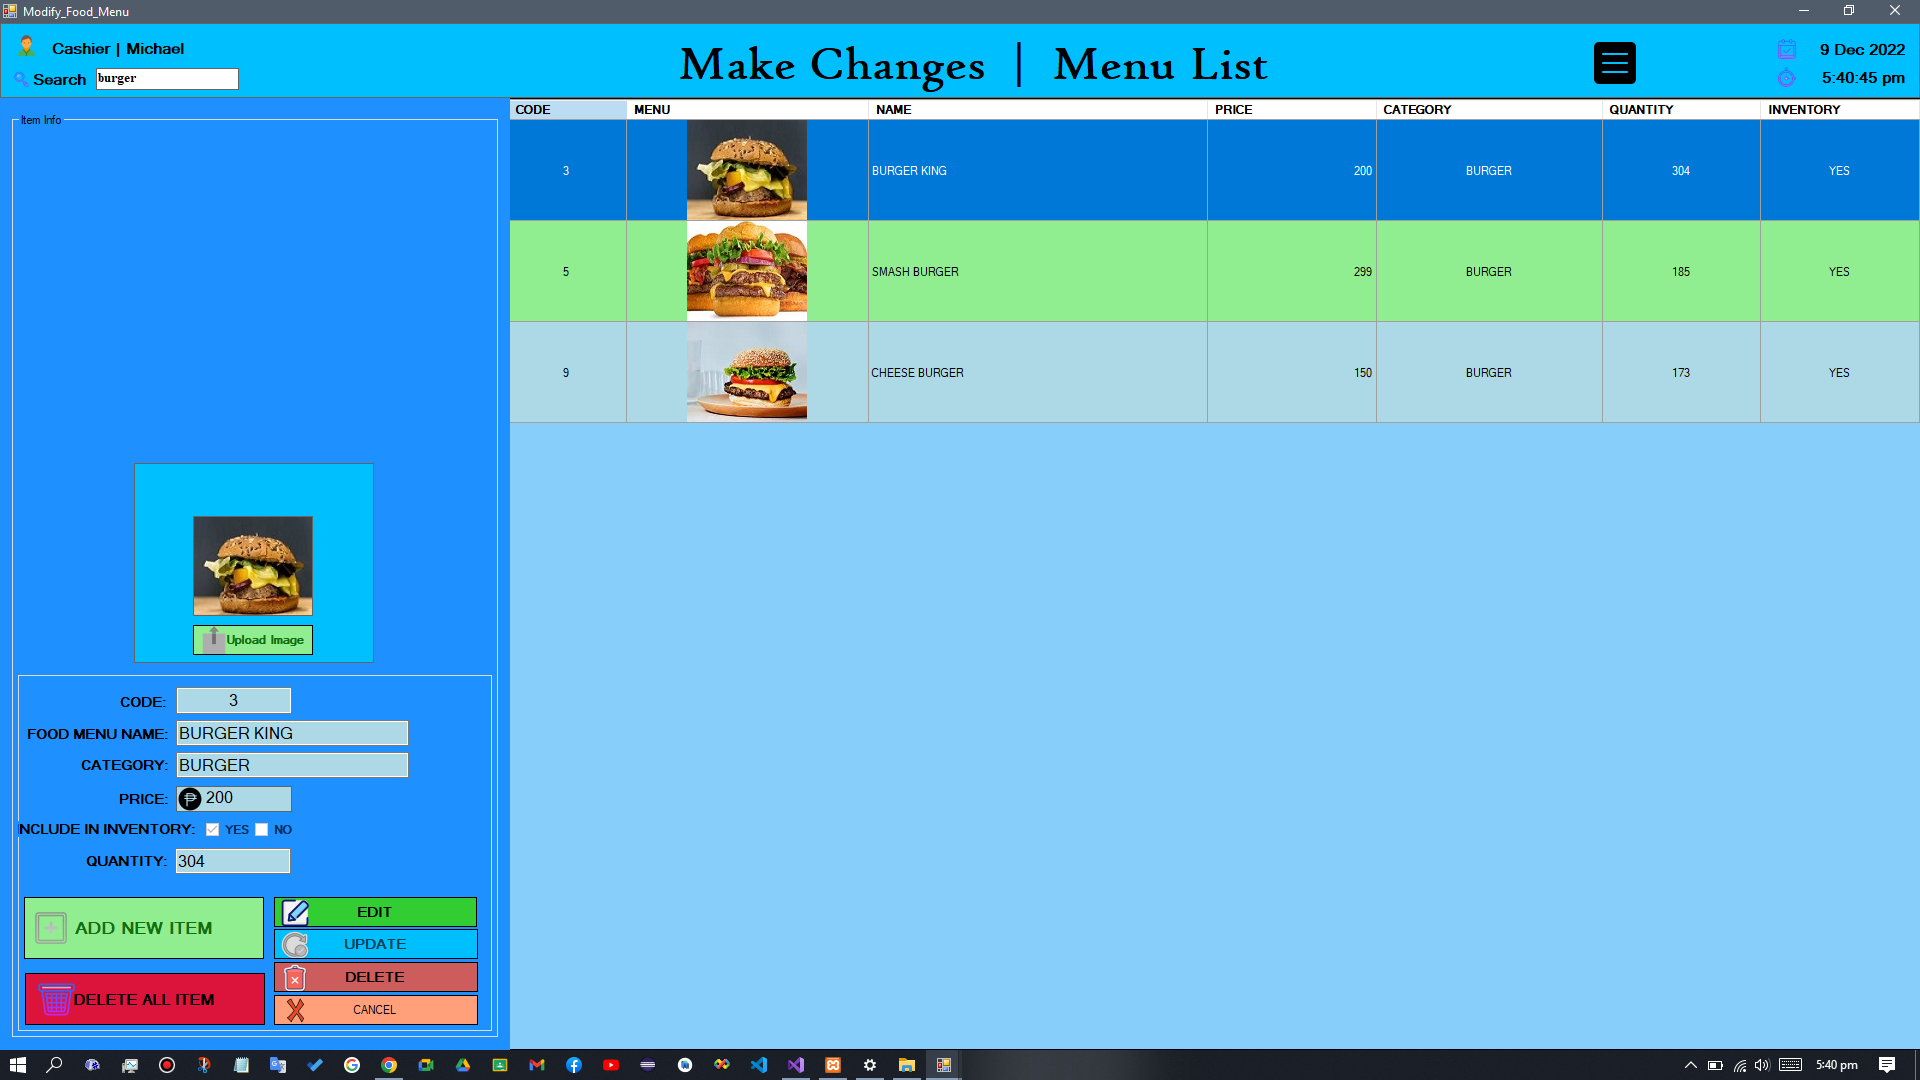 Modify_Food_Menu
Cashier | Michael
Search burger
Make Changes | Menu List
9 Dec 2022
5:40:45 pm
Item Info
CODE MENU NAME PRICE CATEGORY QUANTITY INVENTORY
3 BURGER KING 200 BURGER 304 YES
5 SMASH BURGER 299 BURGER 185 YES
9 CHEESE BURGER 150 BURGER 173 YES
Upload Image
CODE: 3
FOOD MENU NAME: BURGER KING
CATEGORY: BURGER
PRICE: ₱ 200
NCLUDE IN INVENTORY: YES NO
QUANTITY: 304
ADD NEW ITEM
EDIT
UPDATE
DELETE
DELETE ALL ITEM
CANCEL
5:40 pm